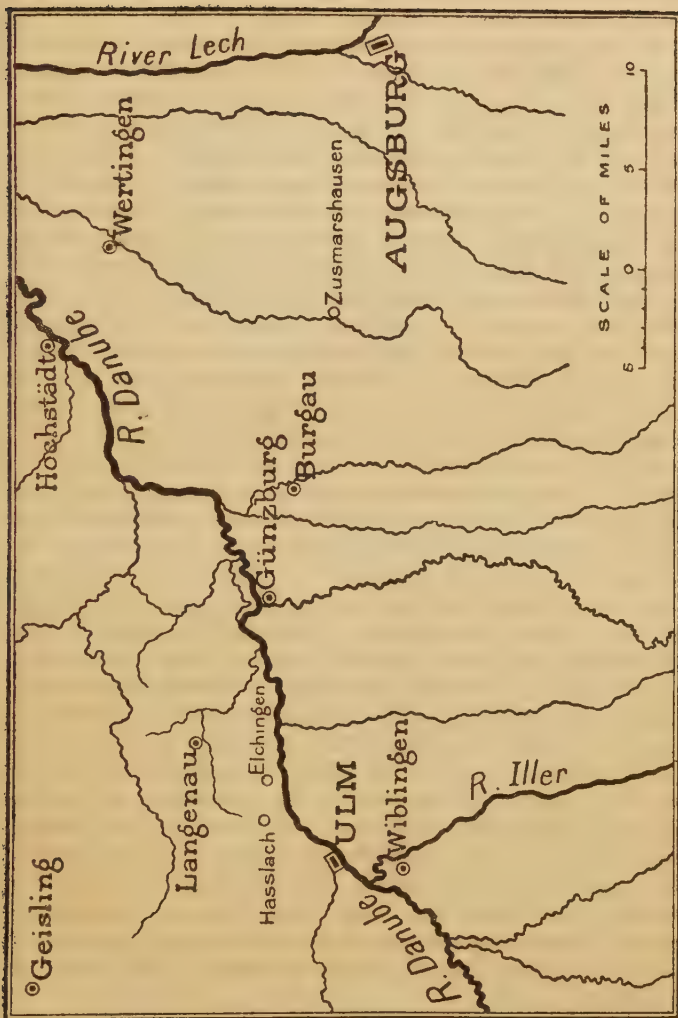 Geisling
Hochstädt
R. Danube
Wertingen
River Lech
Langenau
Hasslach
Elchingen
Günzburg
Burgau
Zusmarshausen
ULM
AUGSBURG
Wiblingen
R. Danube
R. Iller
SCALE OF MILES
5 0 5 10